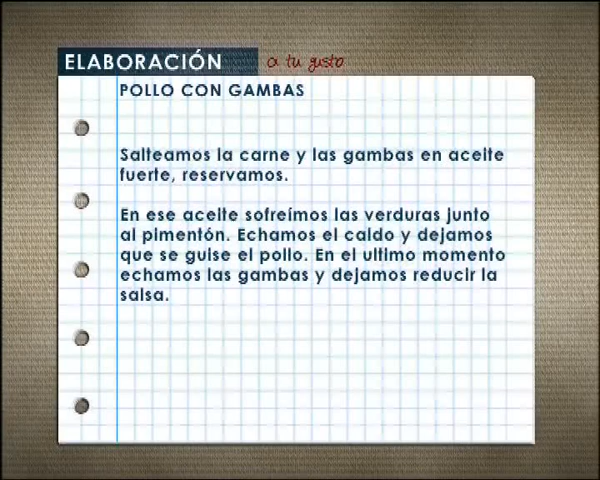 ELABORACIÓN a tu gusto
POLLO CON GAMBAS
Salteamos la carne y las gambas en aceite
fuerte, reservamos.
En ese aceite sofreímos las verduras junto
al pimentón. Echamos el caldo y dejamos
que se guise el pollo. En el ultimo momento
echamos las gambas y dejamos reducir la
salsa.